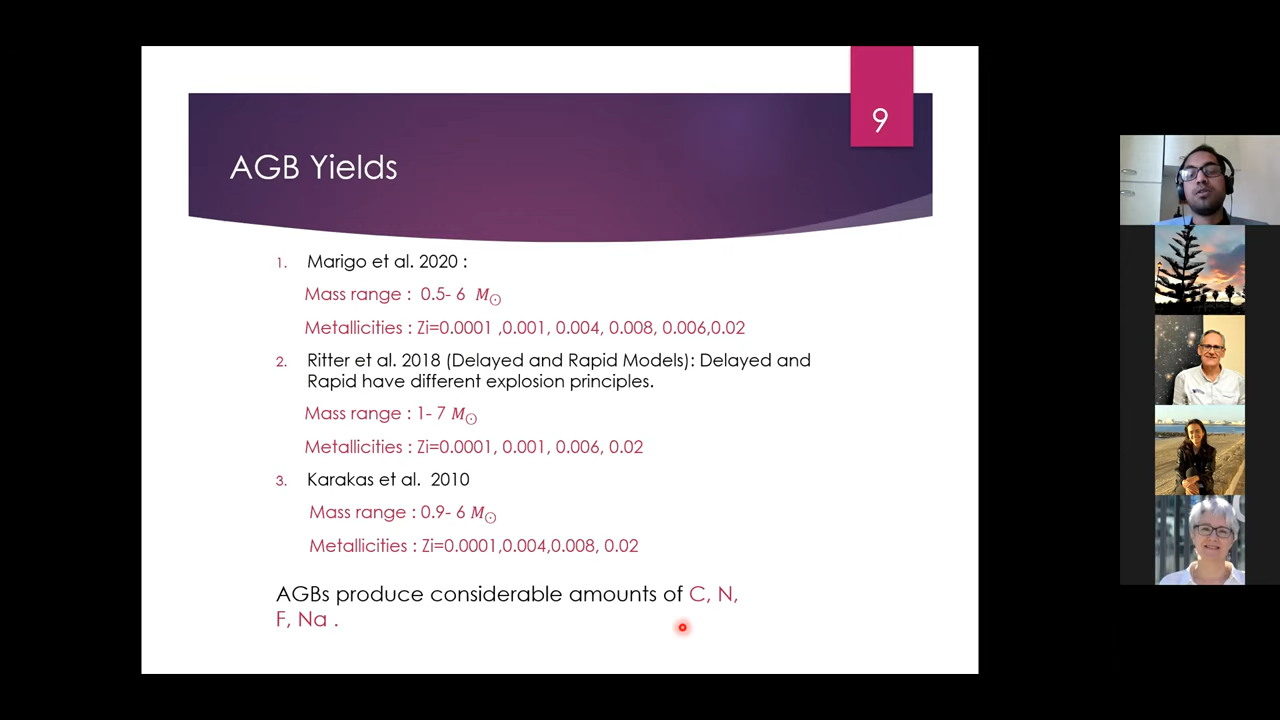 9
AGB Yields
1. Marigo et al. 2020 :
Mass range : 0.5- 6 M☉
Metallicities : Zi=0.0001 ,0.001, 0.004, 0.008, 0.006,0.02
2. Ritter et al. 2018 (Delayed and Rapid Models): Delayed and
Rapid have different explosion principles.
Mass range : 1- 7 M☉
Metallicities : Zi=0.0001, 0.001, 0.006, 0.02
3. Karakas et al. 2010
Mass range : 0.9- 6 M☉
Metallicities : Zi=0.0001,0.004,0.008, 0.02
AGBs produce considerable amounts of C, N,
F, Na .